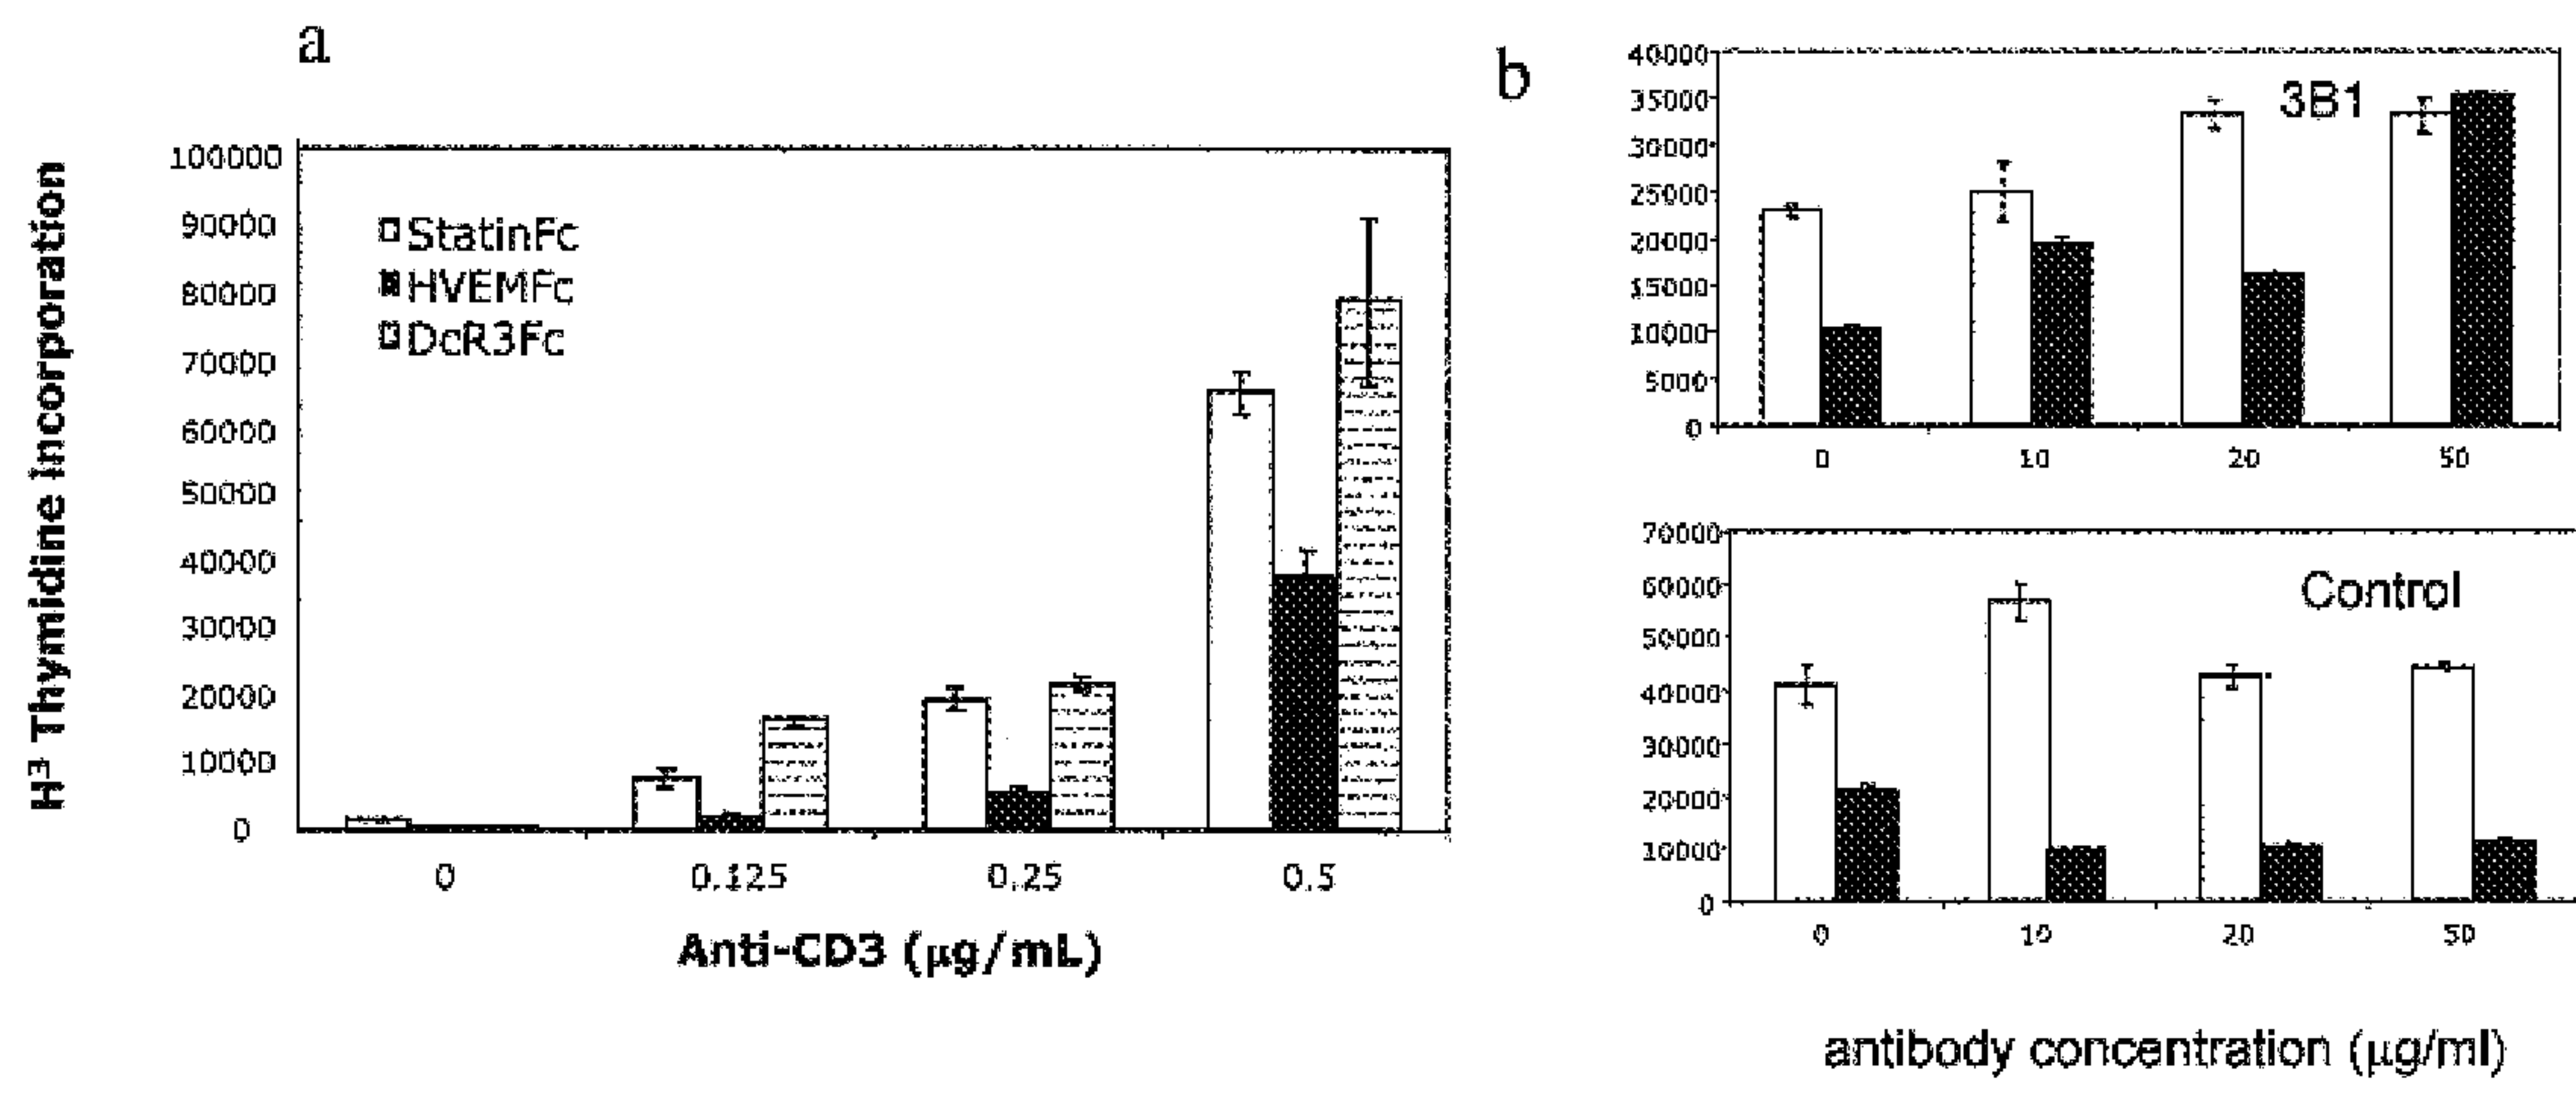 a
H³ Thymidine incorporation
100000
90000
80000
70000
60000
50000
40000
30000
20000
10000
0
StatinFc
HVEMFc
DcR3Fc
0 0.125 0.25 0.5
Anti-CD3 (μg/mL)
b
3B1
40000
35000
30000
25000
20000
15000
10000
5000
0
0 10 20 50
Control
70000
60000
50000
40000
30000
20000
10000
0
0 10 20 50
antibody concentration (μg/ml)